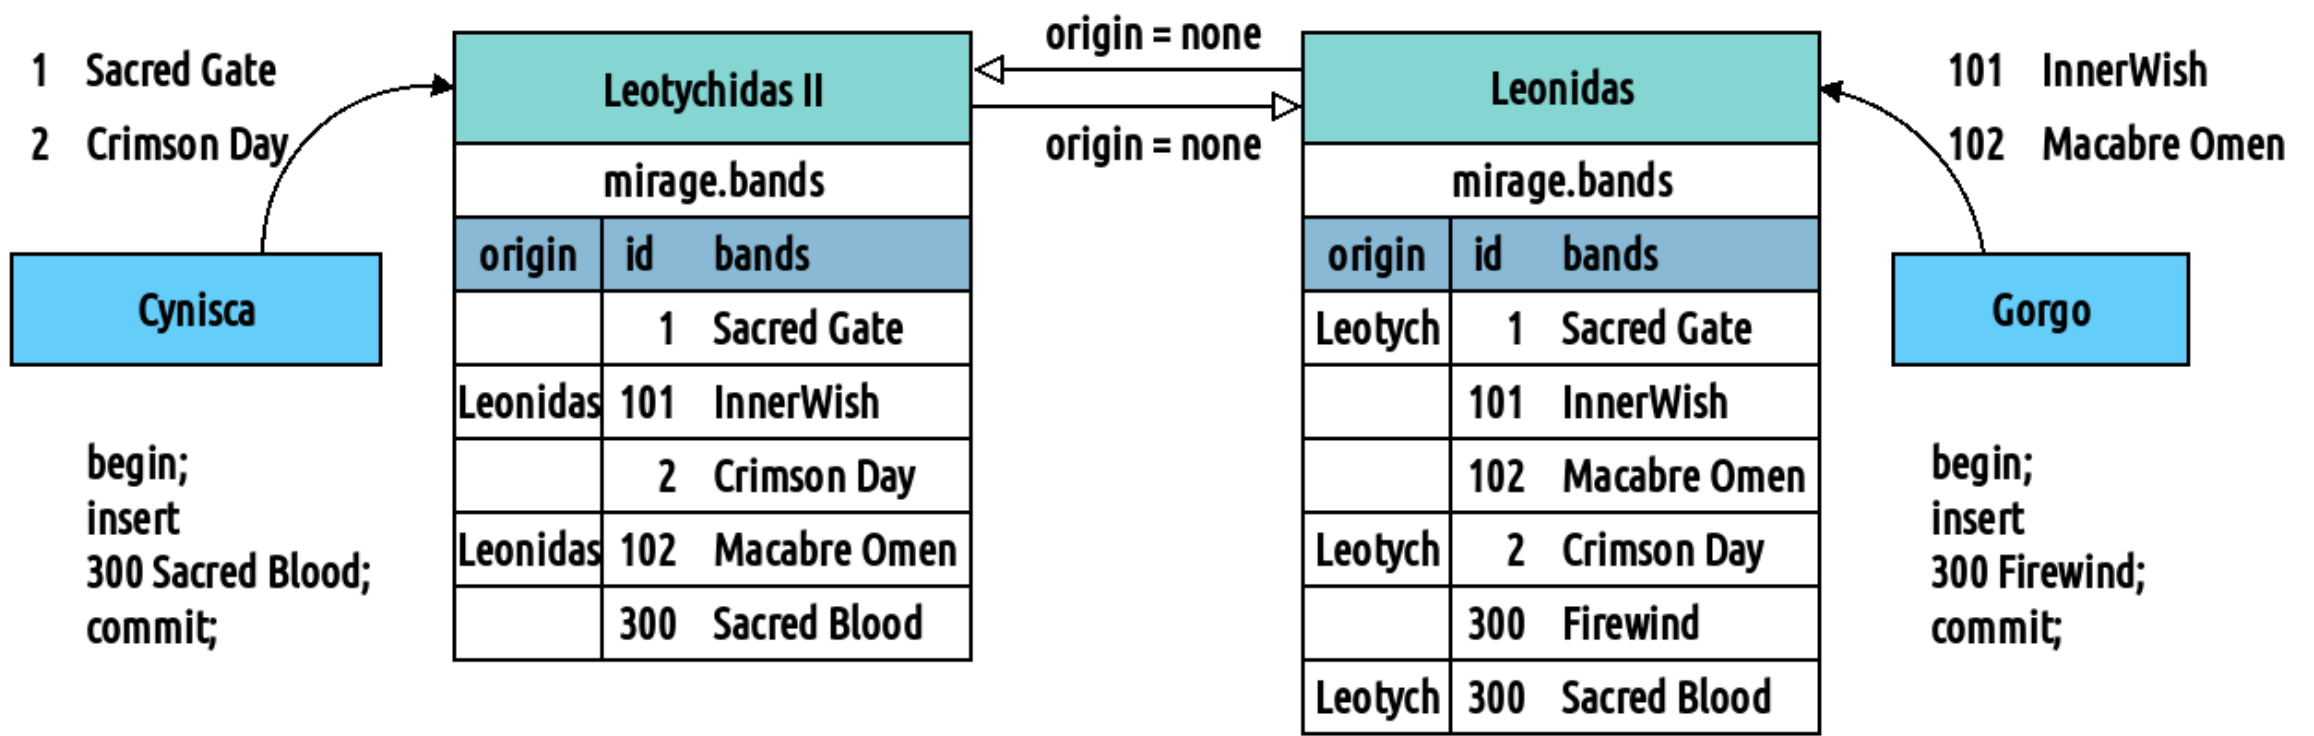 1 Sacred Gate
2 Crimson Day
Cynisca
begin;
insert
300 Sacred Blood;
commit;
Leotychidas II
mirage.bands
origin id bands
1 Sacred Gate
Leonidas 101 InnerWish
2 Crimson Day
Leonidas 102 Macabre Omen
300 Sacred Blood
origin = none
origin = none
Leonidas
mirage.bands
origin id bands
Leotych 1 Sacred Gate
101 InnerWish
102 Macabre Omen
Leotych 2 Crimson Day
300 Firewind
Leotych 300 Sacred Blood
101 InnerWish
102 Macabre Omen
Gorgo
begin;
insert
300 Firewind;
commit;